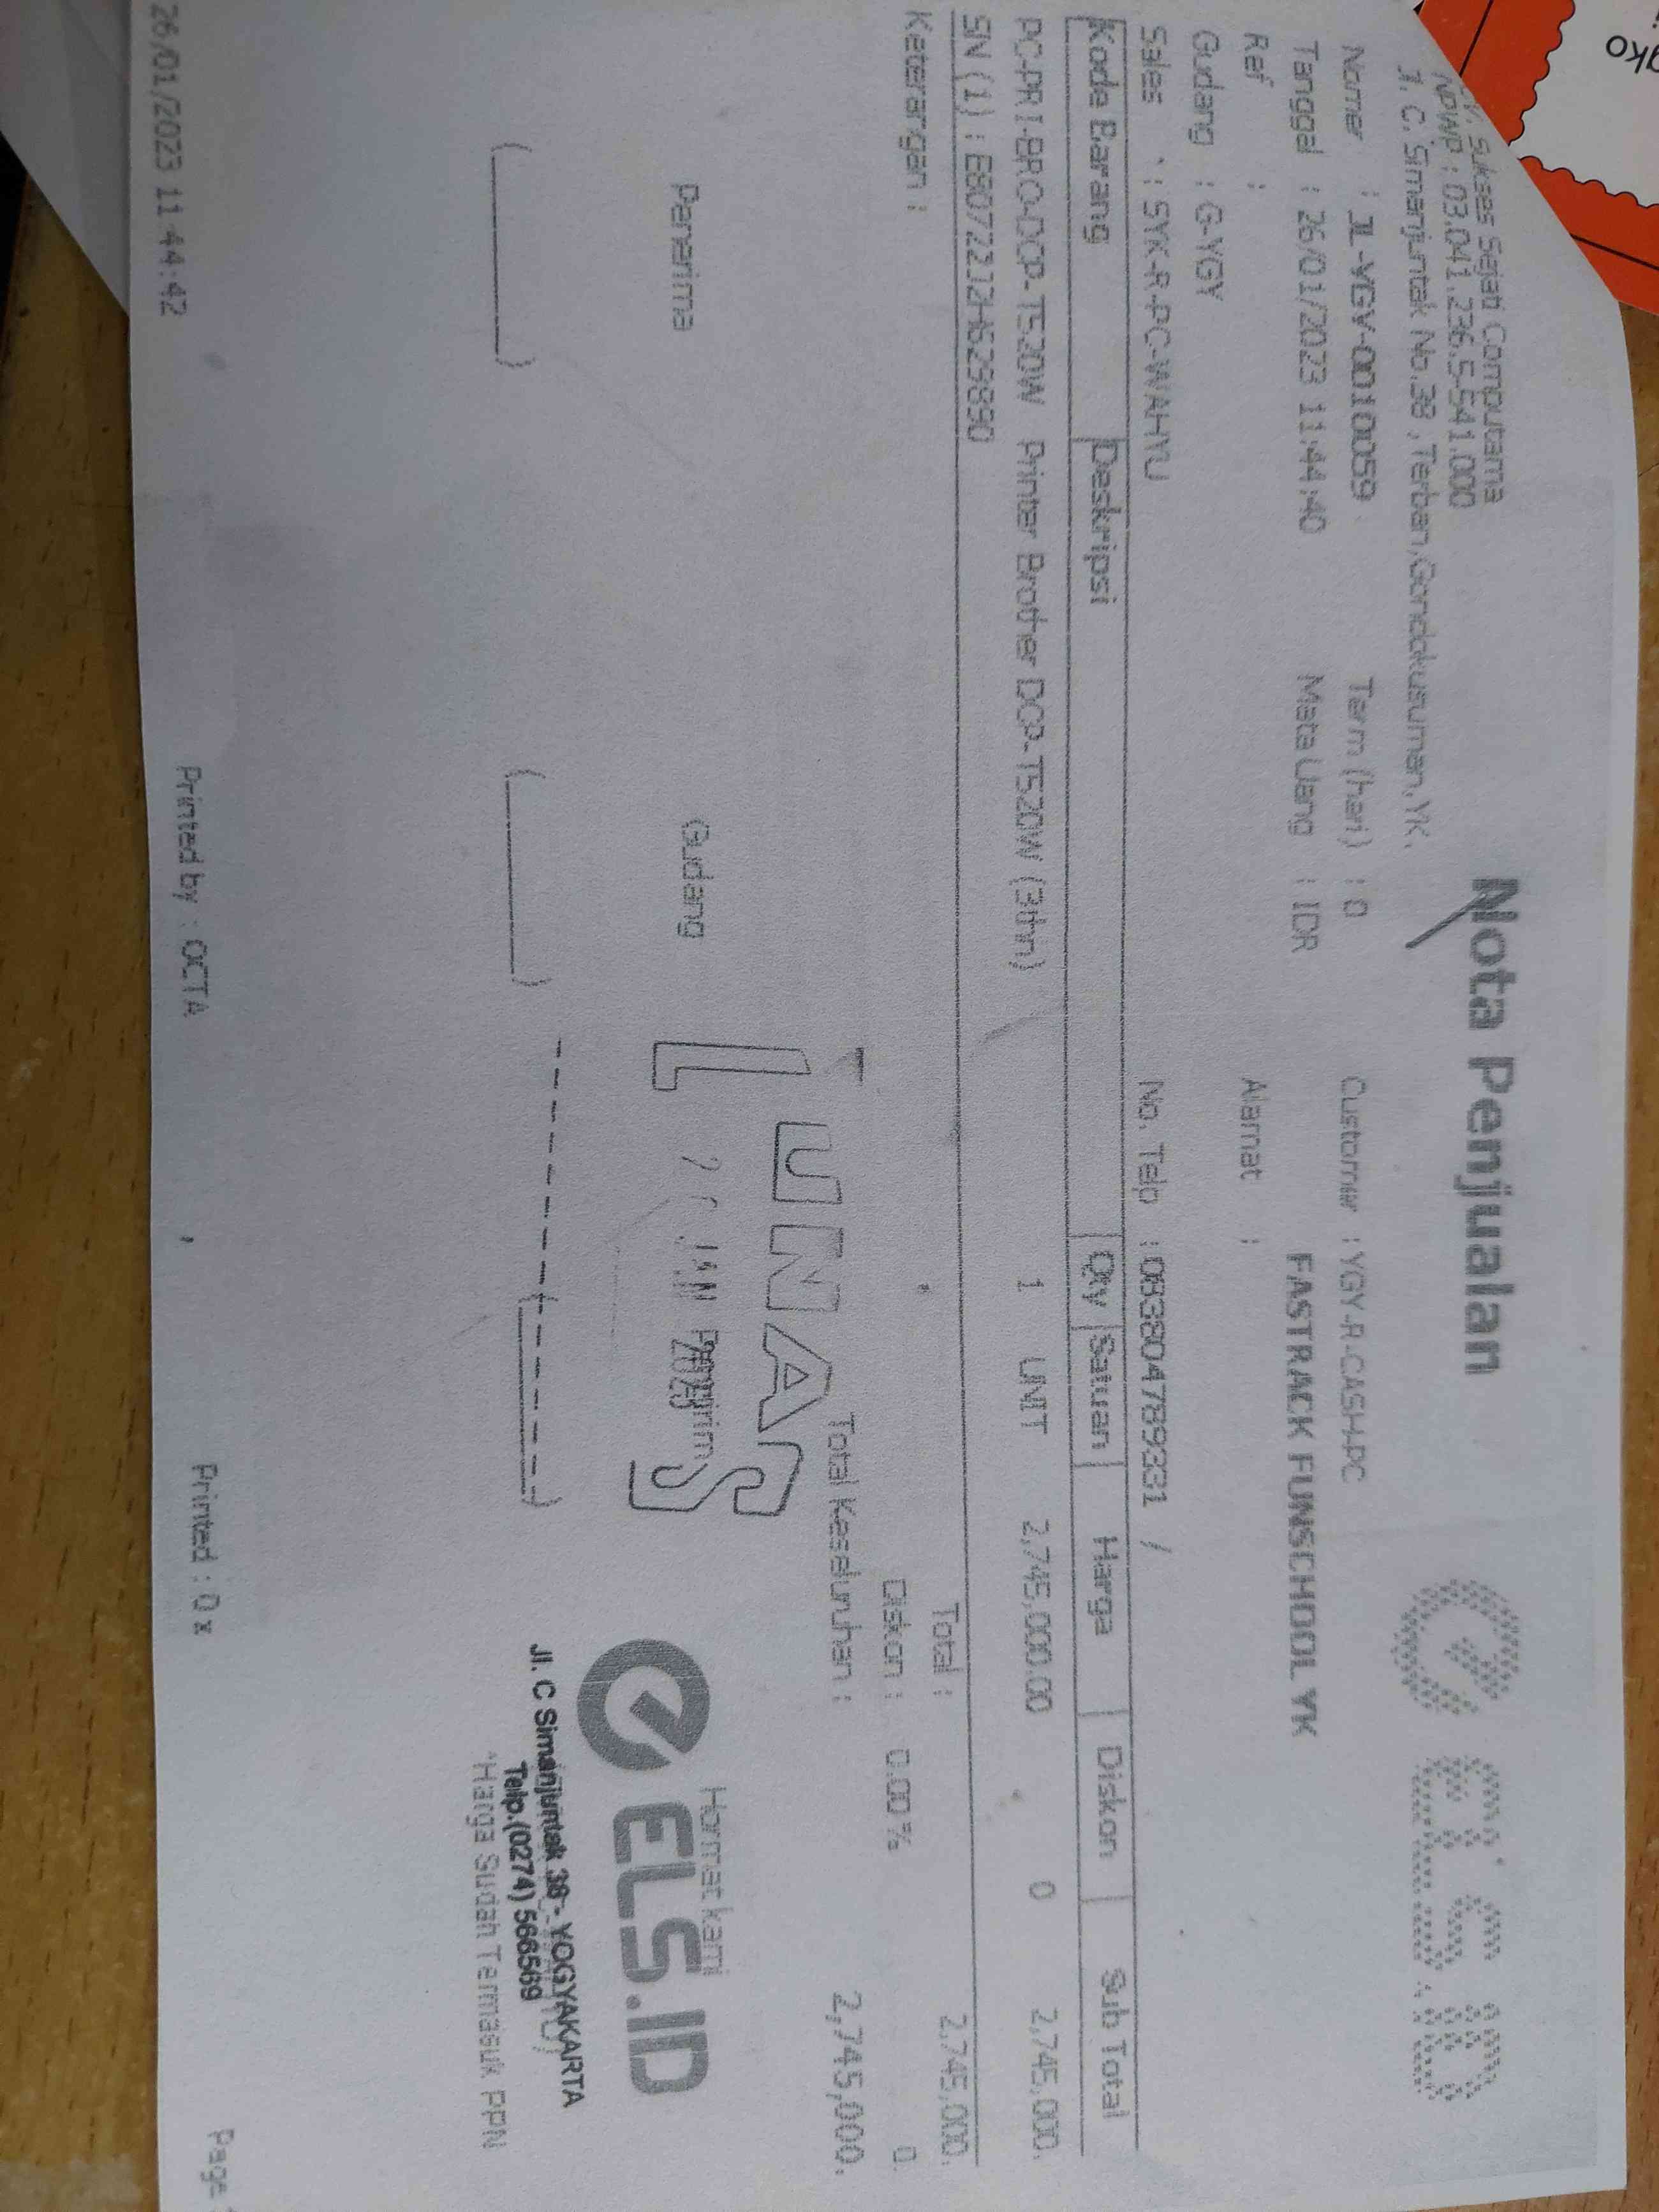 Nota Penjualan
ELS.ID
Sukses Sejati Computama
NPWP : 03.041.236.5-541.000
Jl. C. Simanjuntak No.38 ,Terban,Gondokusuman,YK.
Nomer : JL-YGY-0010059 Term (hari) : 0 Customer : YGY-R-CASH-PC
Tanggal : 26/01/2023 11:44:40 Mata Uang : IDR FASTRACK FUNSCHOOL YK
Ref : Alamat :
Gudang : G-YGY
Sales : SYK-R-PC-WAHYU No. Telp : 083804789331 /
Kode Barang Deskripsi Qty Satuan Harga Diskon Sub Total
PC-PRI-BRO-DCP-T520W Printer Brother DCP-T520W (3thn) 1 UNIT 2,745,000.00 0 2,745,000.
SN (1) : E80722J2H629890
Total : 2,745,000.
Keterangan : Diskon : 0.00 % 0.
Total Keseluruhan : 2,745,000.
LUNAS
Penerima Gudang Hormat kami
JAN 2023
ELS.ID
Jl. C Simanjuntak 38 - YOGYAKARTA
Telp.(0274) 566569
*Harga Sudah Termasuk PPN
26/01/2023 11:44:42 Printed by : OCTA Printed : 0 x Page